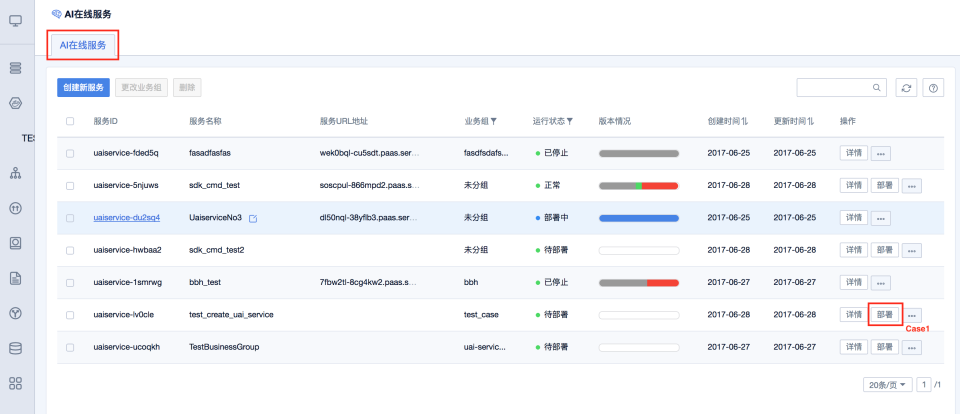 AI在线服务
AI在线服务
创建新服务 更改业务组 删除
服务ID 服务名称 服务URL地址 业务组 运行状态 版本情况 创建时间 更新时间 操作
uaiservice-fded5q fasadfasfas wek0bql-cu5sdt.paas.ser... fasdfsdafs... 已停止 2017-06-25 2017-06-25 详情 ...
TES
uaiservice-5njuws sdk_cmd_test soscpul-866mpd2.paas.s... 未分组 正常 2017-06-28 2017-06-28 详情 部署 ...
uaiservice-du2sq4 UaiserviceNo3 dl50nql-38yflb3.paas.ser... 未分组 部署中 2017-06-25 2017-06-25 详情 ...
uaiservice-hwbaa2 sdk_cmd_test2 未分组 待部署 2017-06-28 2017-06-28 详情 部署 ...
uaiservice-1smrwg bbh_test 7fbw2tl-8cg4kw2.paas.s... bbh 已停止 2017-06-27 2017-06-27 详情 ...
uaiservice-lv0cle test_create_uai_service test_case 待部署 2017-06-28 2017-06-28 详情 部署 ...
Case1
uaiservice-ucoqkh TestBusinessGroup uai-servic... 待部署 2017-06-27 2017-06-27 详情 部署 ...
20条/页 1 /1